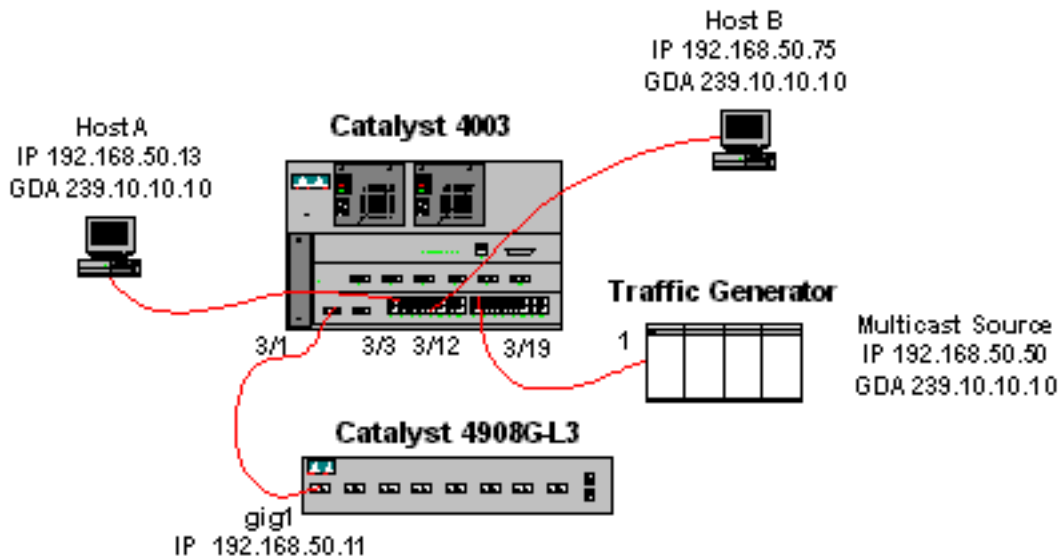 Host B
IP 192.168.50.75
GDA 239.10.10.10
Host A
IP 192.168.50.13
GDA 239.10.10.10
Catalyst 4003
Traffic Generator
Multicast Source
IP 192.168.50.50
GDA 239.10.10.10
3/1
3/3
3/12
3/19
1
Catalyst 4908G-L3
gig1
IP 192.168.50.11